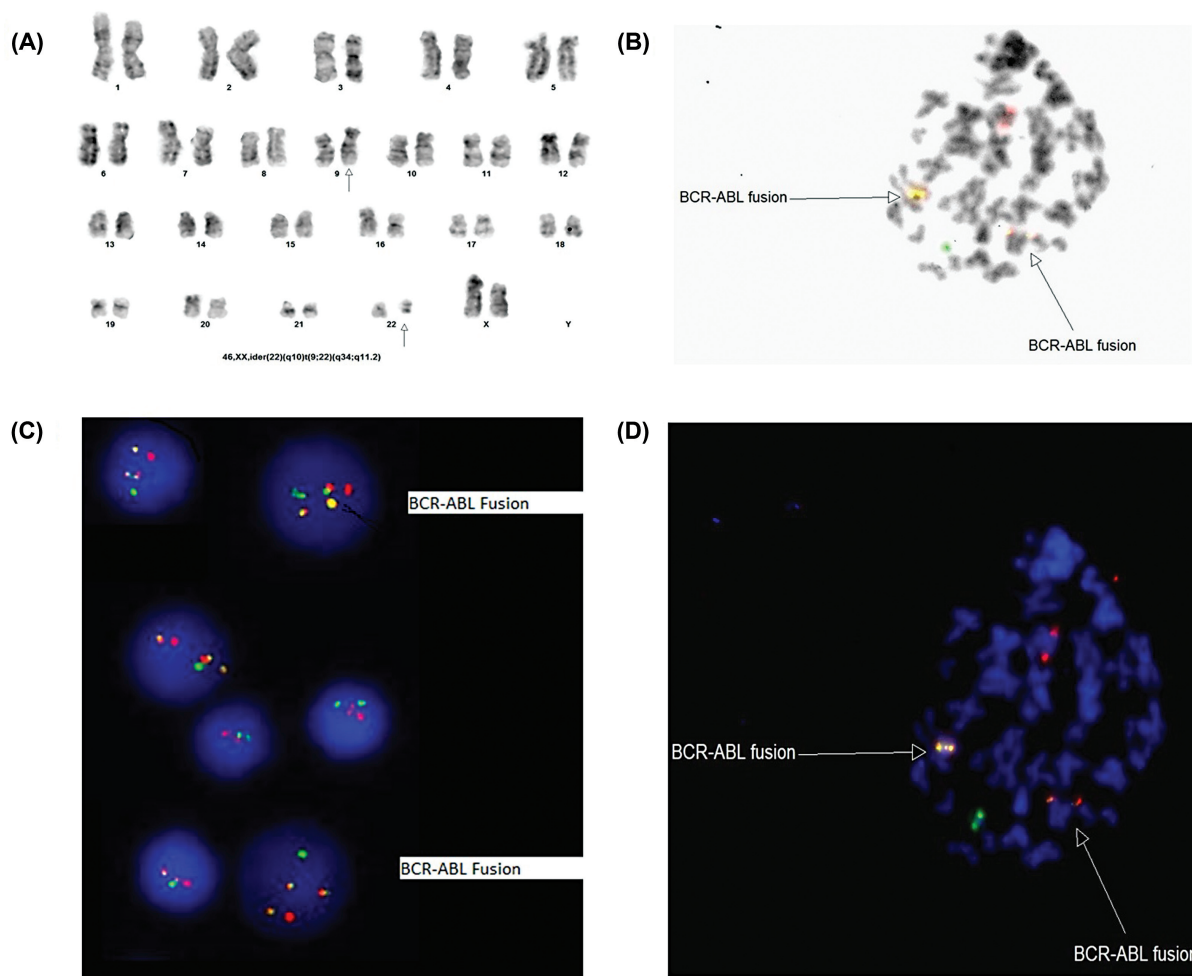 (A)
1 2 3 4 5
6 7 8 9 10 11 12
13 14 15 16 17 18
19 20 21 22 X Y
46,XX,ider(22)(q10)t(9;22)(q34;q11.2)
(B)
BCR-ABL fusion
BCR-ABL fusion
(C)
BCR-ABL Fusion
BCR-ABL Fusion
(D)
BCR-ABL fusion
BCR-ABL fusion